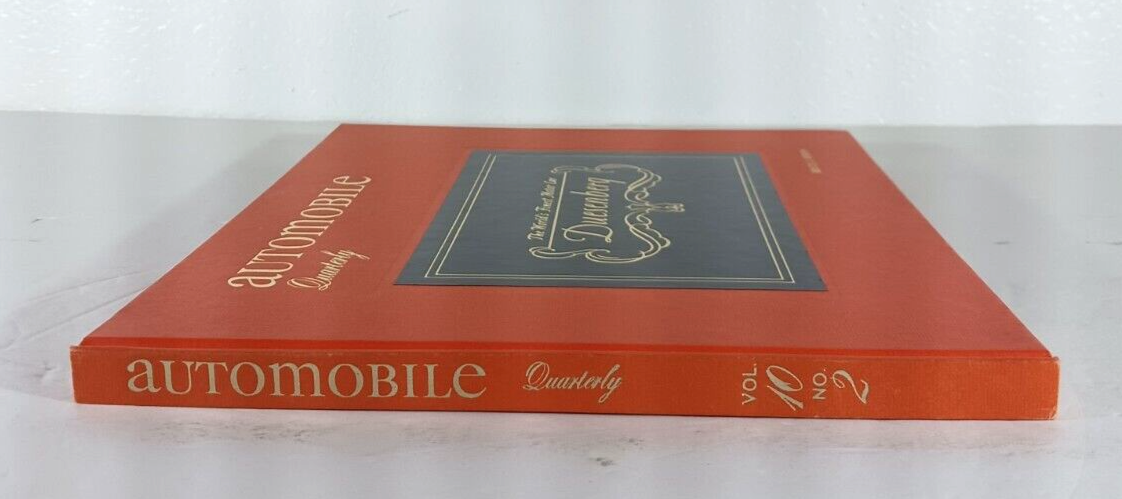 AUTOMOBILE
Quarterly
The World's Finest Motor Car
Duesenberg
AUTOMOBILE Quarterly VOL. 10 NO. 2